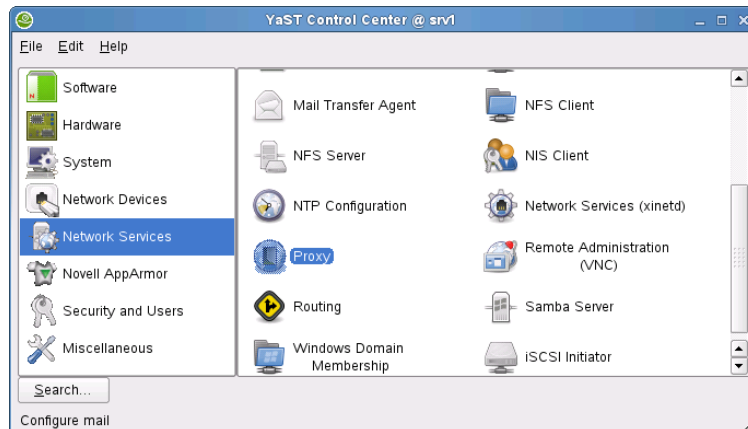 YaST Control Center @ srv1
File Edit Help
Software
Hardware
System
Network Devices
Network Services
Novell AppArmor
Security and Users
Miscellaneous
Mail Transfer Agent
NFS Client
NFS Server
NIS Client
NTP Configuration
Network Services (xinetd)
Proxy
Remote Administration
(VNC)
Routing
Samba Server
Windows Domain
Membership
iSCSI Initiator
Search...
Configure mail